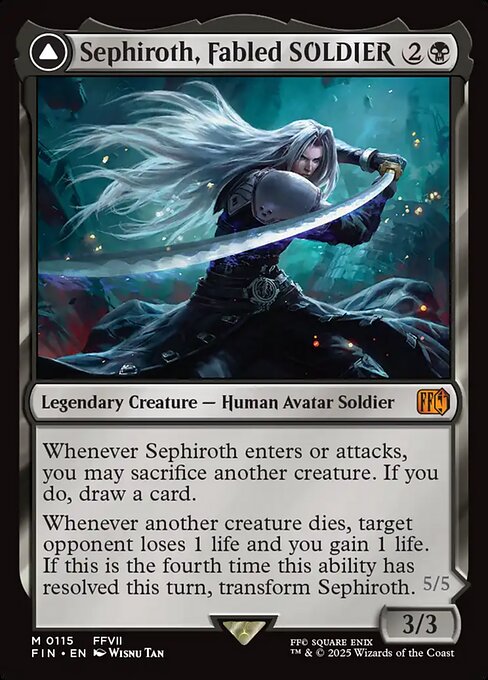 Sephiroth, Fabled SOLDIER 2
Legendary Creature — Human Avatar Soldier FF
Whenever Sephiroth enters or attacks,
you may sacrifice another creature. If you
do, draw a card.
Whenever another creature dies, target
opponent loses 1 life and you gain 1 life.
If this is the fourth time this ability has
resolved this turn, transform Sephiroth. 5/5
3/3
M 0115 FFVII
FIN • EN Wisnu Tan
FF© SQUARE ENIX
™ & © 2025 Wizards of the Coast